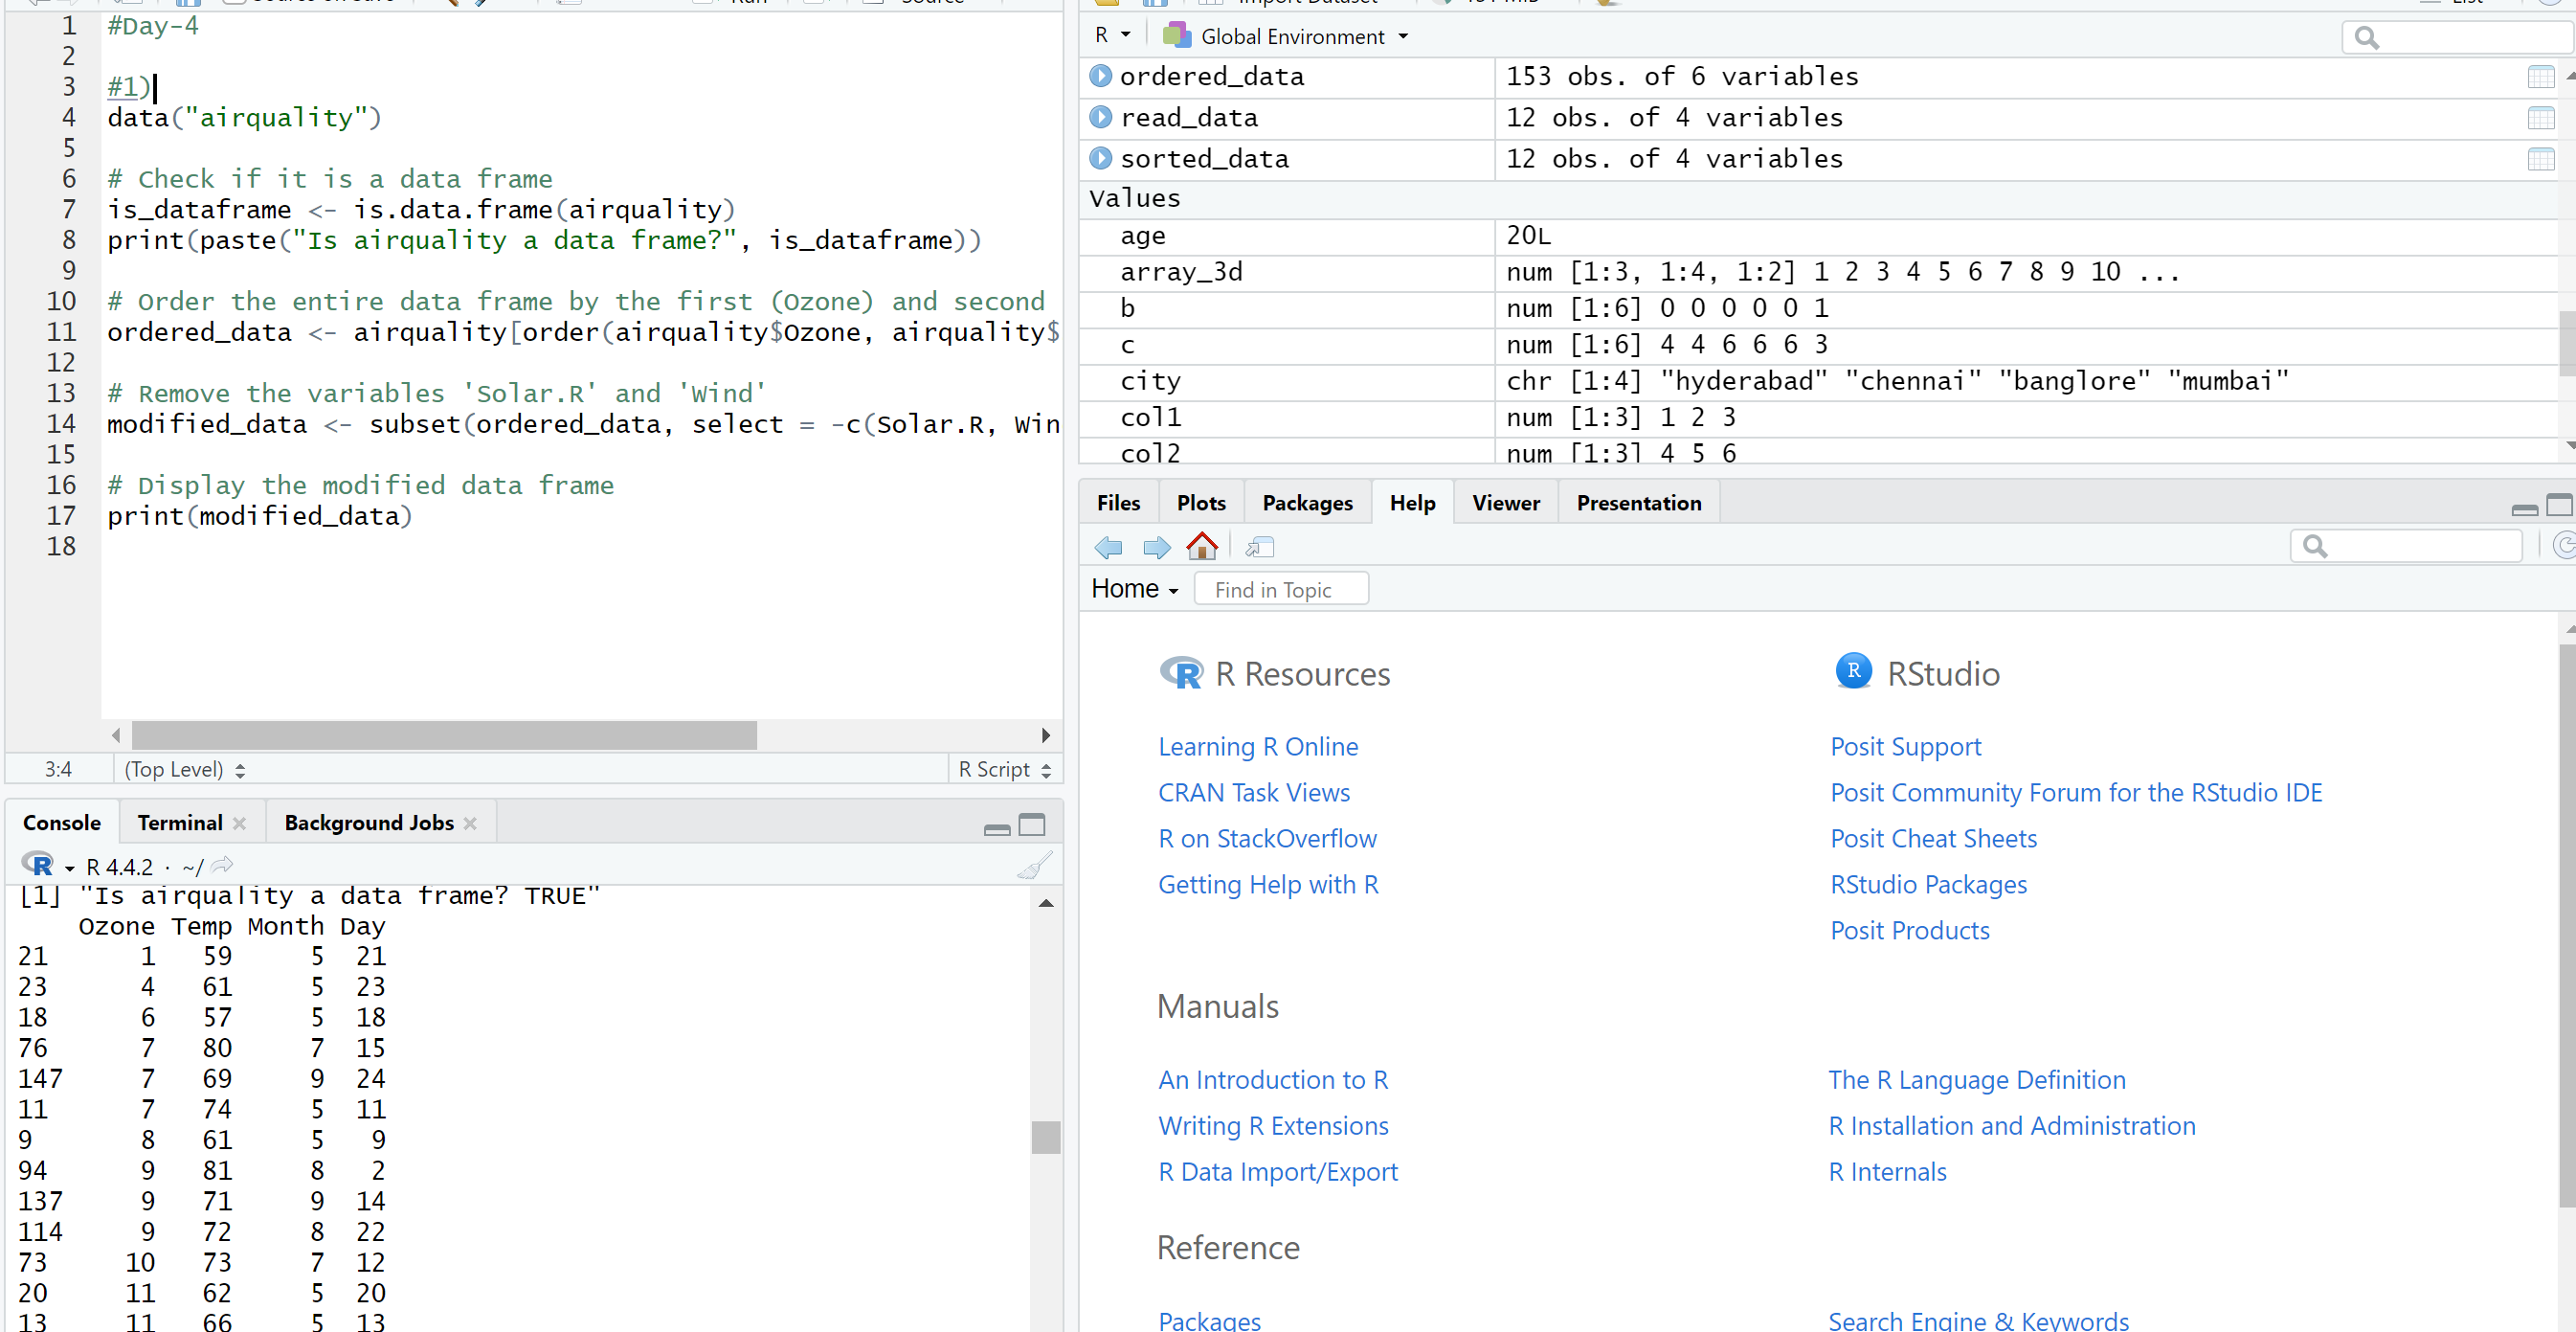 #Day-4
#1)
data("airquality")
# Check if it is a data frame
is_dataframe <- is.data.frame(airquality)
print(paste("Is airquality a data frame?", is_dataframe))
# Order the entire data frame by the first (Ozone) and second
ordered_data <- airquality[order(airquality$Ozone, airquality$
# Remove the variables 'Solar.R' and 'Wind'
modified_data <- subset(ordered_data, select = -c(Solar.R, Win
# Display the modified data frame
print(modified_data)
1
2
3
4
5
6
7
8
9
10
11
12
13
14
15
16
17
18
3:4 (Top Level) R Script
Console Terminal Background Jobs
R 4.4.2 · ~/
[1] "Is airquality a data frame? TRUE"
Ozone Temp Month Day
21 1 59 5 21
23 4 61 5 23
18 6 57 5 18
76 7 80 7 15
147 7 69 9 24
11 7 74 5 11
9 8 61 5 9
94 9 81 8 2
137 9 71 9 14
114 9 72 8 22
73 10 73 7 12
20 11 62 5 20
13 11 66 5 13
R Global Environment
ordered_data 153 obs. of 6 variables
read_data 12 obs. of 4 variables
sorted_data 12 obs. of 4 variables
Values
age 20L
array_3d num [1:3, 1:4, 1:2] 1 2 3 4 5 6 7 8 9 10 ...
b num [1:6] 0 0 0 0 0 1
c num [1:6] 4 4 6 6 6 3
city chr [1:4] "hyderabad" "chennai" "banglore" "mumbai"
col1 num [1:3] 1 2 3
col2 num [1:3] 4 5 6
Files Plots Packages Help Viewer Presentation
Home Find in Topic
R Resources
Learning R Online
CRAN Task Views
R on StackOverflow
Getting Help with R
RStudio
Posit Support
Posit Community Forum for the RStudio IDE
Posit Cheat Sheets
RStudio Packages
Posit Products
Manuals
An Introduction to R
Writing R Extensions
R Data Import/Export
The R Language Definition
R Installation and Administration
R Internals
Reference
Packages
Search Engine & Keywords